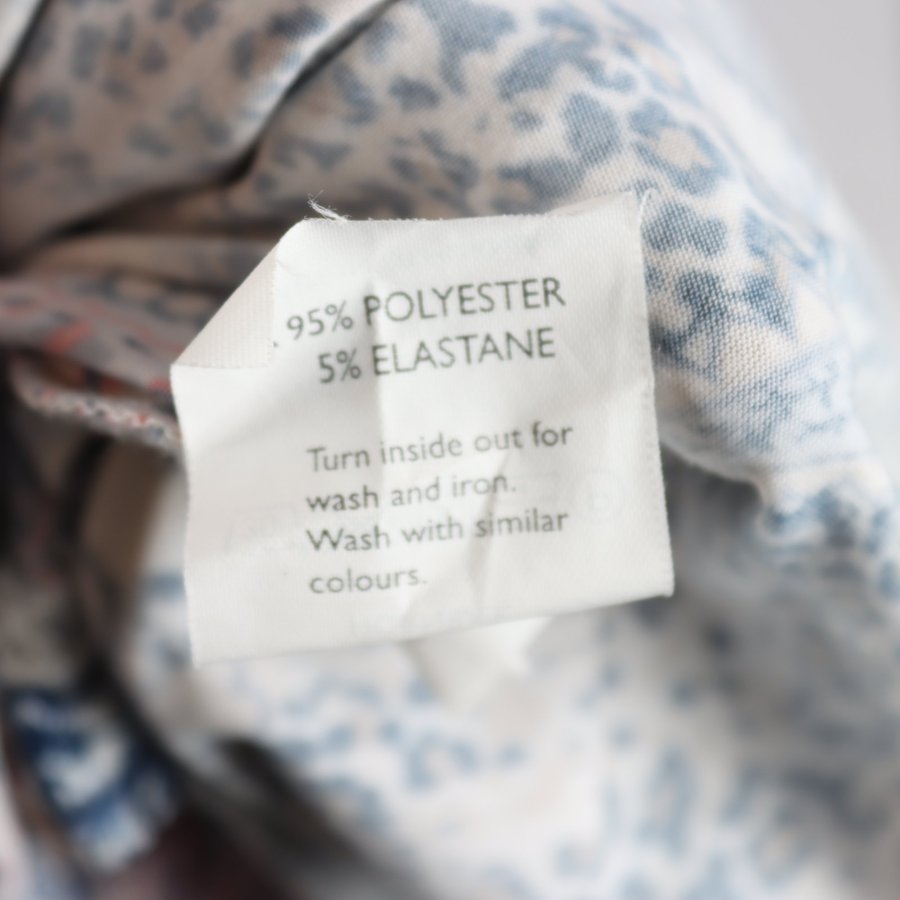 95% POLYESTER
5% ELASTANE
Turn inside out for
wash and iron.
Wash with similar
colours.